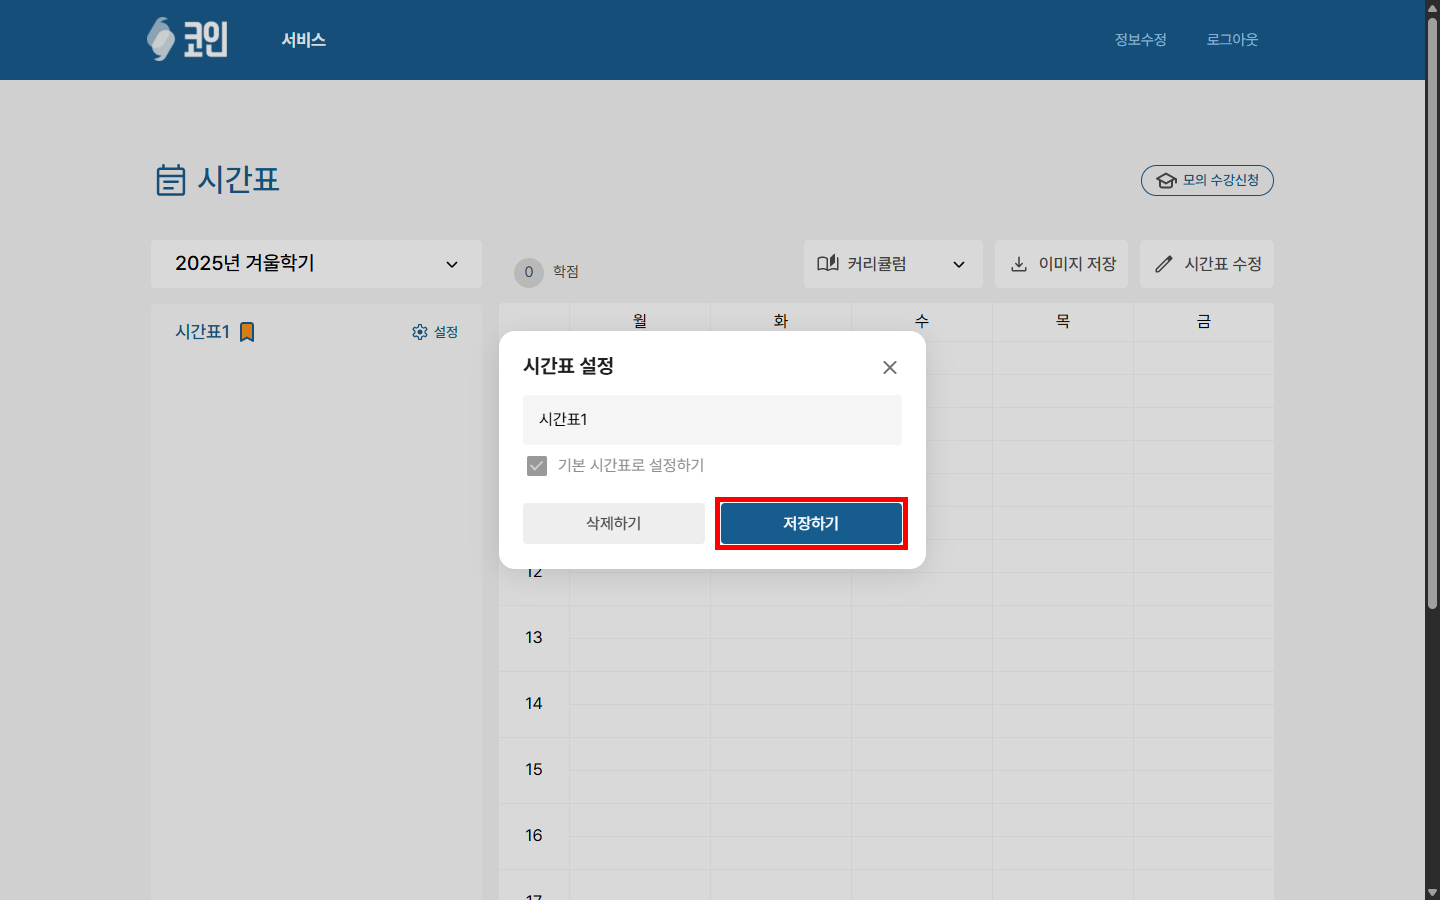 코인
서비스
정보수정
로그아웃
시간표
모의 수강신청
2025년 겨울학기
0 학점
커리큘럼
이미지 저장
시간표 수정
시간표1
설정
월 화 수 목 금
시간표 설정
시간표1
기본 시간표로 설정하기
삭제하기
저장하기
12
13
14
15
16
17